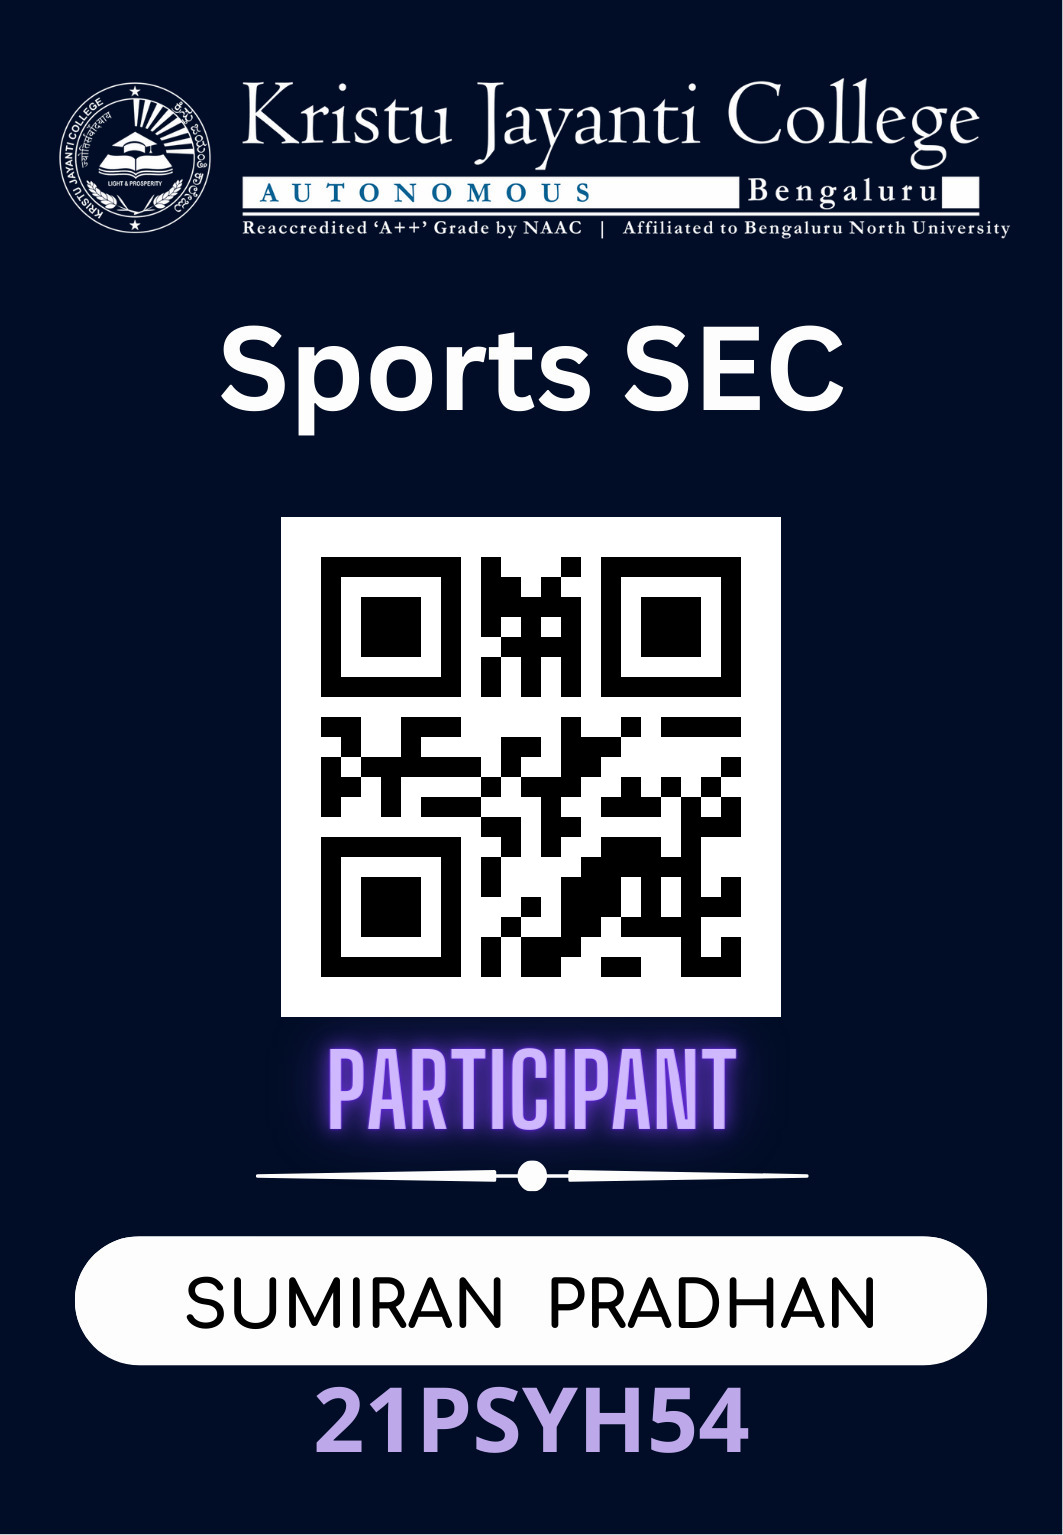 KRISTU JAYANTI COLLEGE
ज्योतिसंवादयाय
LIGHT & PROSPERITY
Kristu Jayanti College
AUTONOMOUS Bengaluru
Reaccredited ‘A++’ Grade by NAAC | Affiliated to Bengaluru North University
Sports SEC
PARTICIPANT
SUMIRAN PRADHAN
21PSYH54